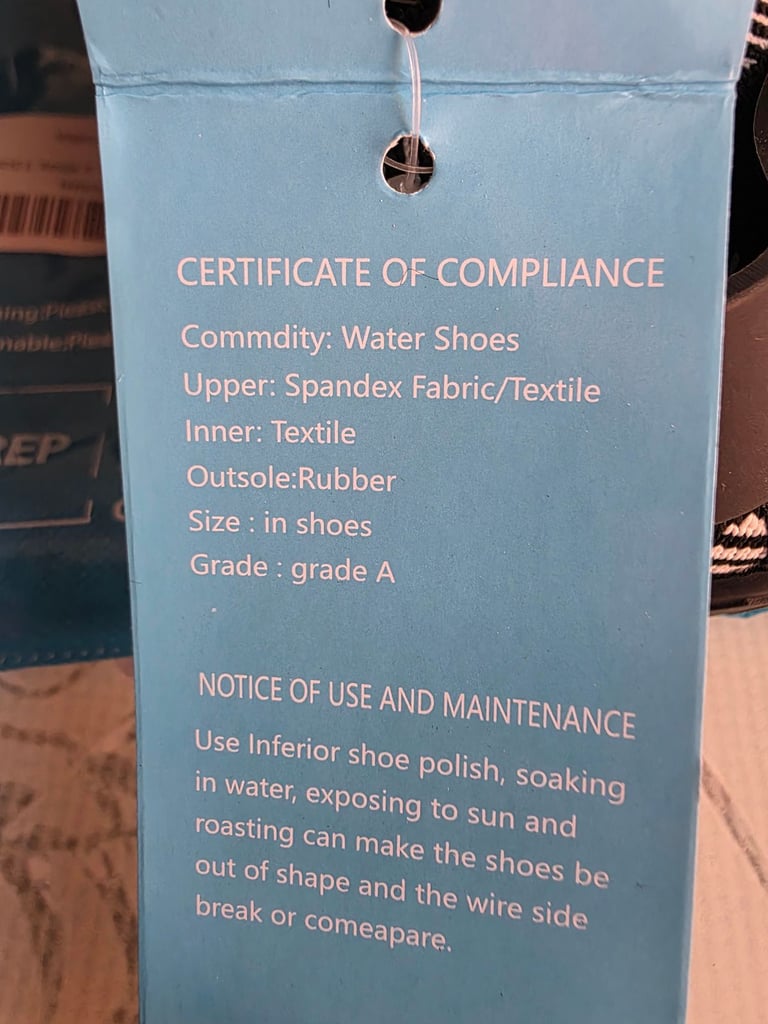 CERTIFICATE OF COMPLIANCE
Commdity: Water Shoes
Upper: Spandex Fabric/Textile
Inner: Textile
Outsole:Rubber
Size : in shoes
Grade : grade A
NOTICE OF USE AND MAINTENANCE
Use Inferior shoe polish, soaking
in water, exposing to sun and
roasting can make the shoes be
out of shape and the wire side
break or comeapare.
REP